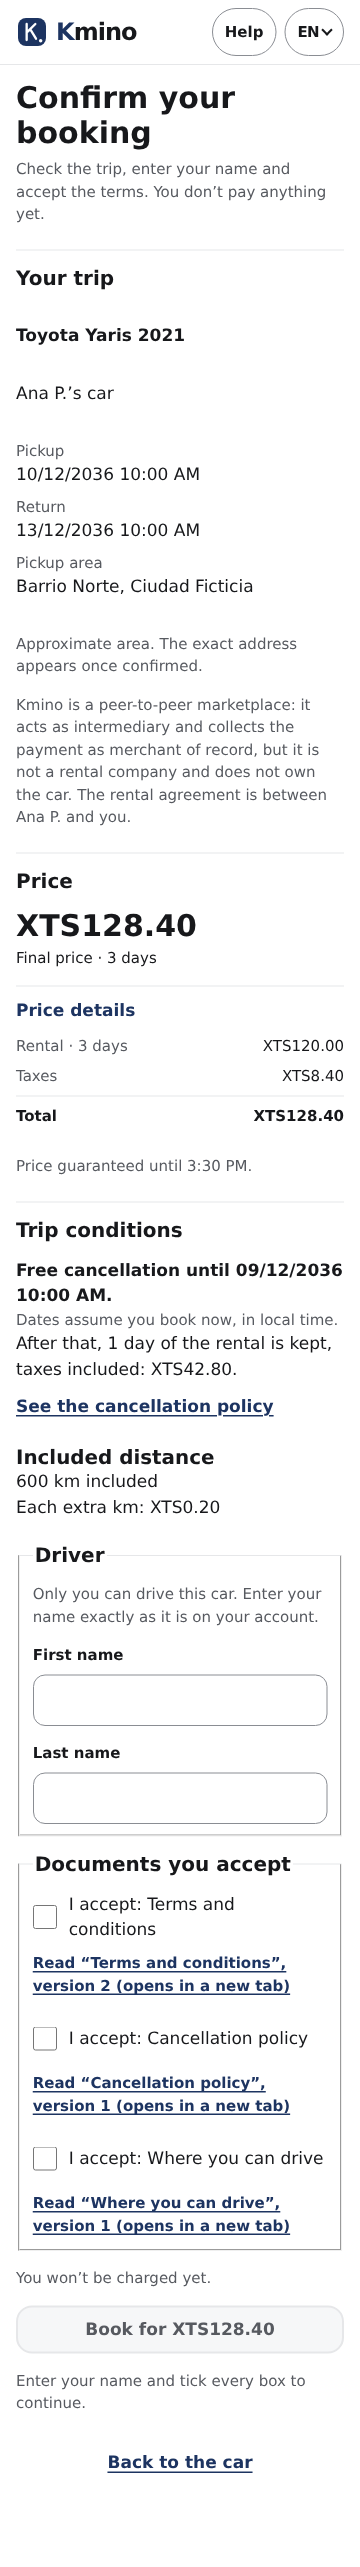 K. Kmino Help EN
Confirm your
booking
Check the trip, enter your name and
accept the terms. You don’t pay anything
yet.
Your trip
Toyota Yaris 2021
Ana P.’s car
Pickup
10/12/2036 10:00 AM
Return
13/12/2036 10:00 AM
Pickup area
Barrio Norte, Ciudad Ficticia
Approximate area. The exact address
appears once confirmed.
Kmino is a peer-to-peer marketplace: it
acts as intermediary and collects the
payment as merchant of record, but it is
not a rental company and does not own
the car. The rental agreement is between
Ana P. and you.
Price
XTS128.40
Final price · 3 days
Price details
Rental · 3 days XTS120.00
Taxes XTS8.40
Total XTS128.40
Price guaranteed until 3:30 PM.
Trip conditions
Free cancellation until 09/12/2036
10:00 AM.
Dates assume you book now, in local time.
After that, 1 day of the rental is kept,
taxes included: XTS42.80.
See the cancellation policy
Included distance
600 km included
Each extra km: XTS0.20
Driver
Only you can drive this car. Enter your
name exactly as it is on your account.
First name
Last name
Documents you accept
I accept: Terms and
conditions
Read “Terms and conditions”,
version 2 (opens in a new tab)
I accept: Cancellation policy
Read “Cancellation policy”,
version 1 (opens in a new tab)
I accept: Where you can drive
Read “Where you can drive”,
version 1 (opens in a new tab)
You won’t be charged yet.
Book for XTS128.40
Enter your name and tick every box to
continue.
Back to the car